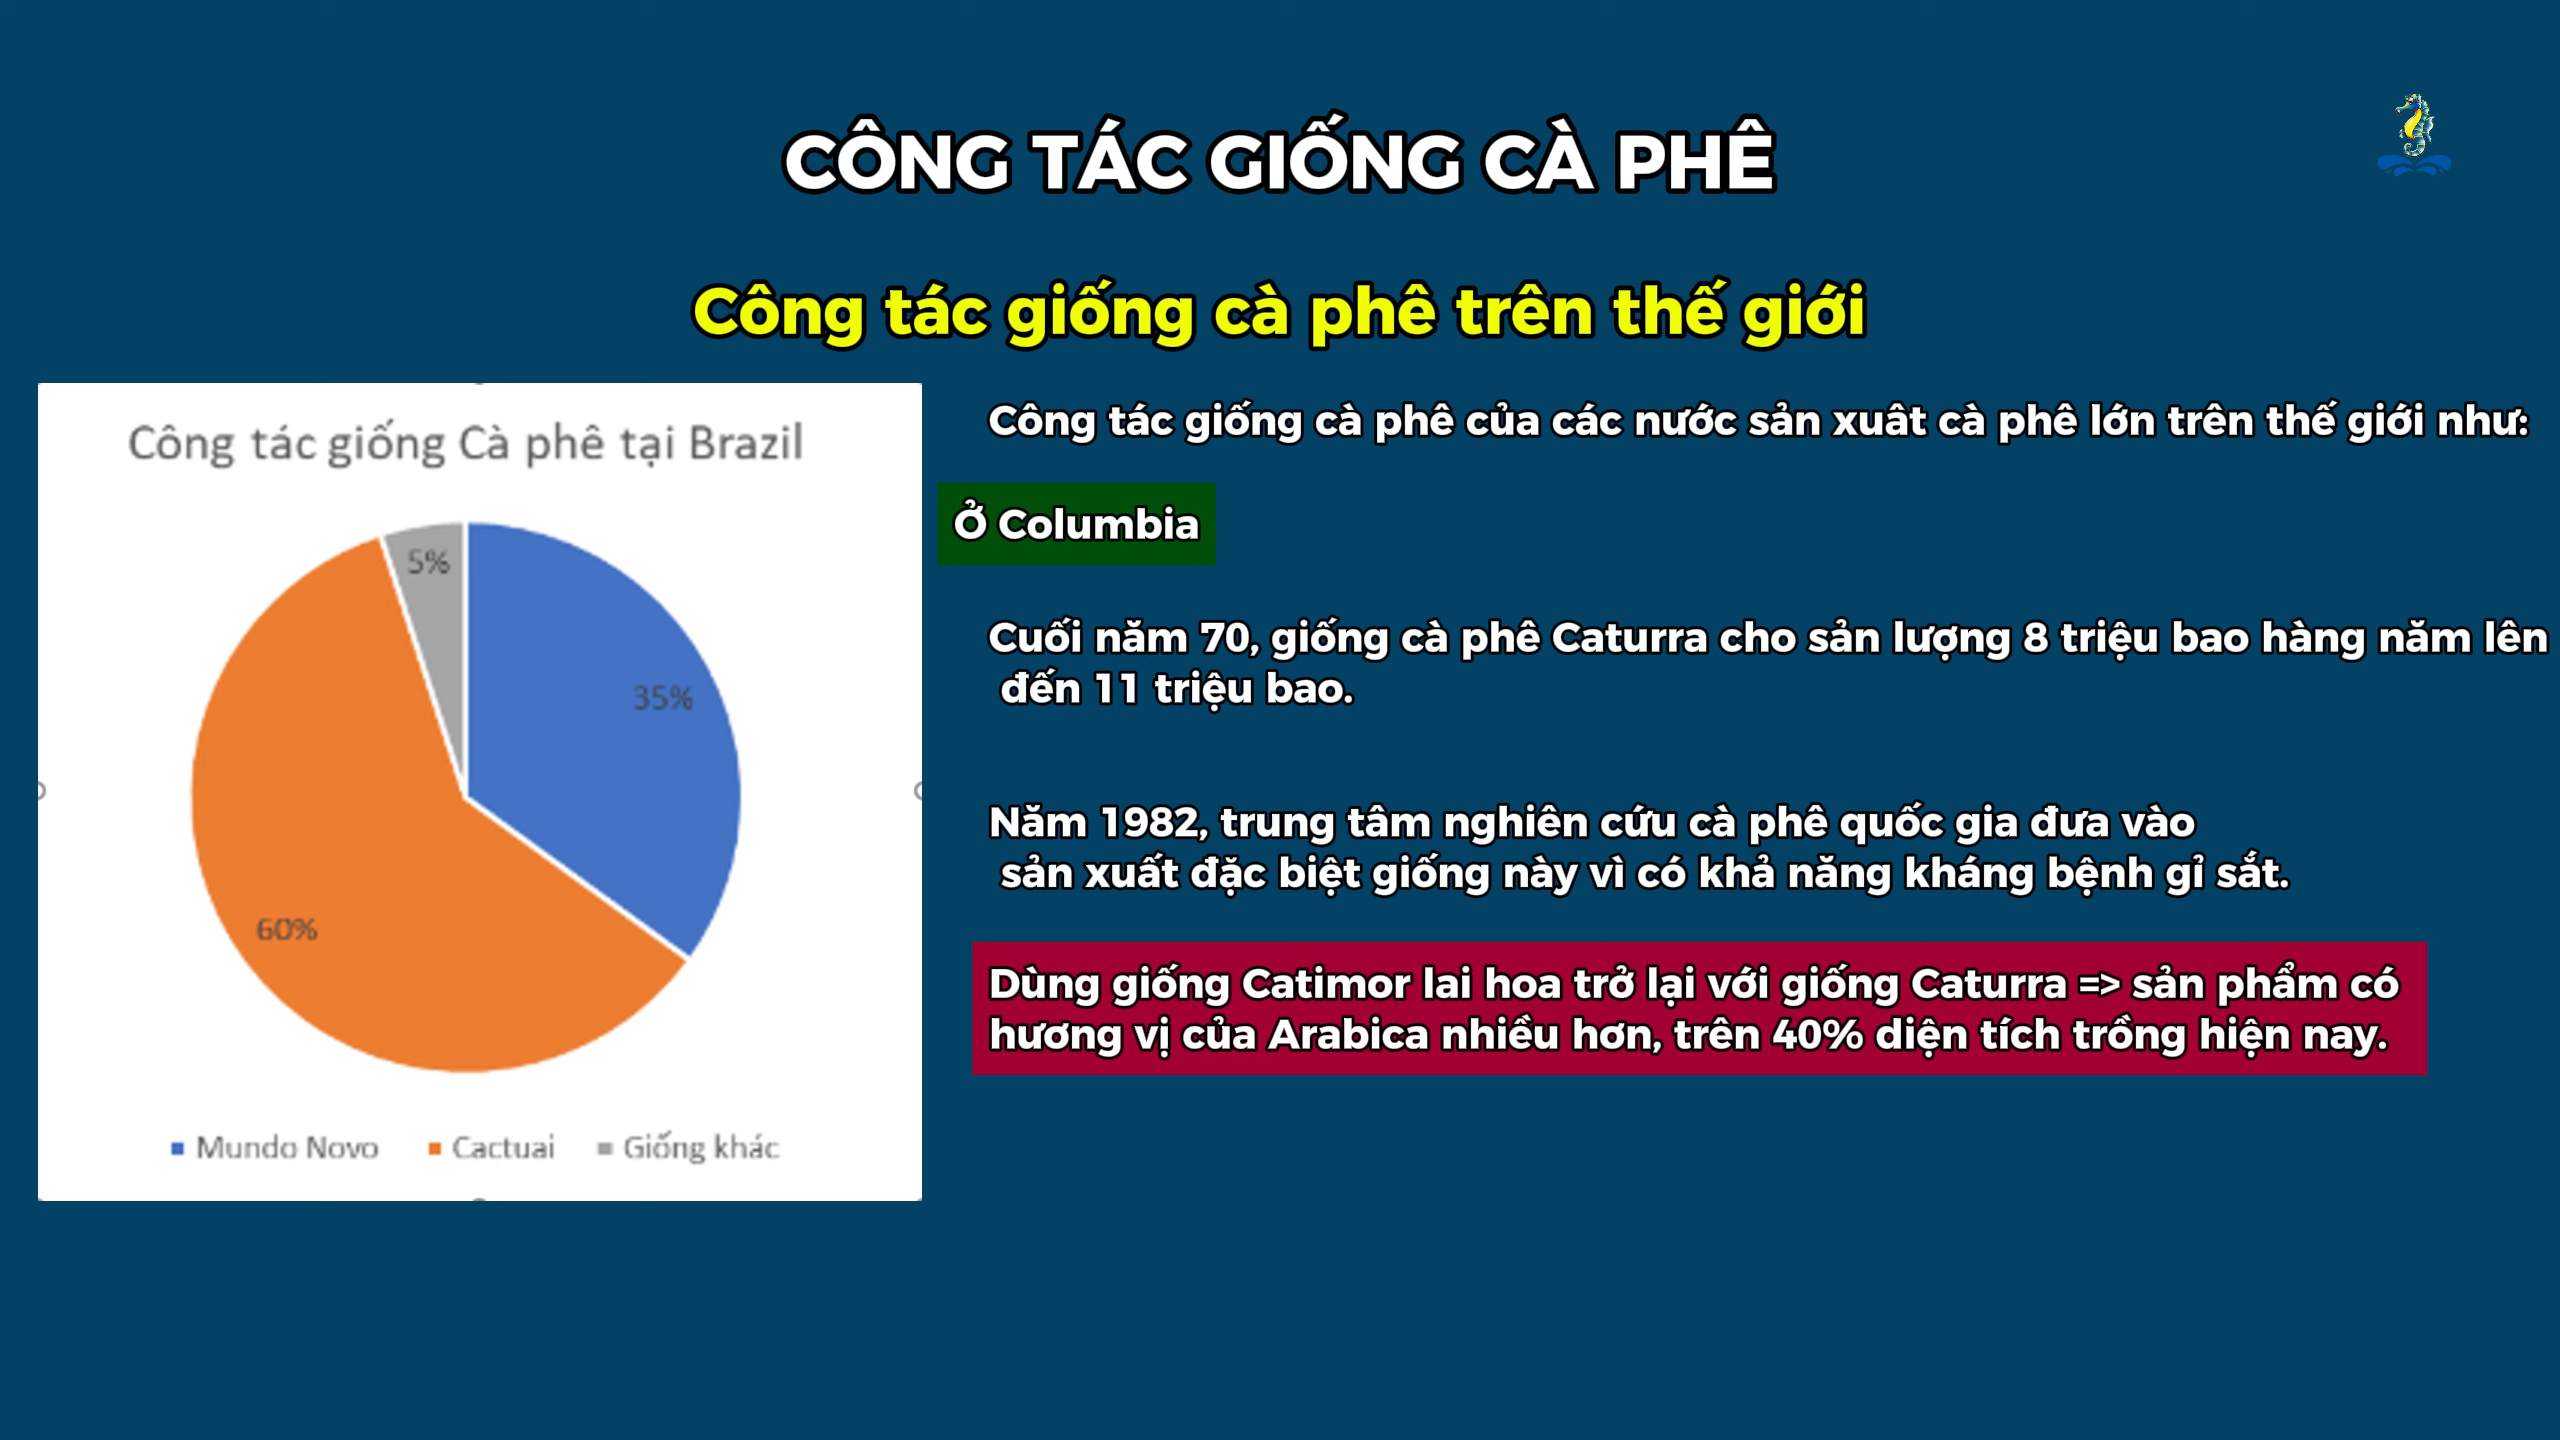 CÔNG TÁC GIỐNG CÀ PHÊ
Công tác giống cà phê trên thế giới
Công tác giống Cà phê tại Brazil
5%
35%
60%
Mundo Novo
Cactuai
Giống khác
Công tác giống cà phê của các nước sản xuât cà phê lớn trên thế giới như:
Ở Columbia
Cuối năm 70, giống cà phê Caturra cho sản lượng 8 triệu bao hàng năm lên
đến 11 triệu bao.
Năm 1982, trung tâm nghiên cứu cà phê quốc gia đưa vào
sản xuất đặc biệt giống này vì có khả năng kháng bệnh gỉ sắt.
Dùng giống Catimor lai hoa trở lại với giống Caturra => sản phẩm có
hương vị của Arabica nhiều hơn, trên 40% diện tích trồng hiện nay.